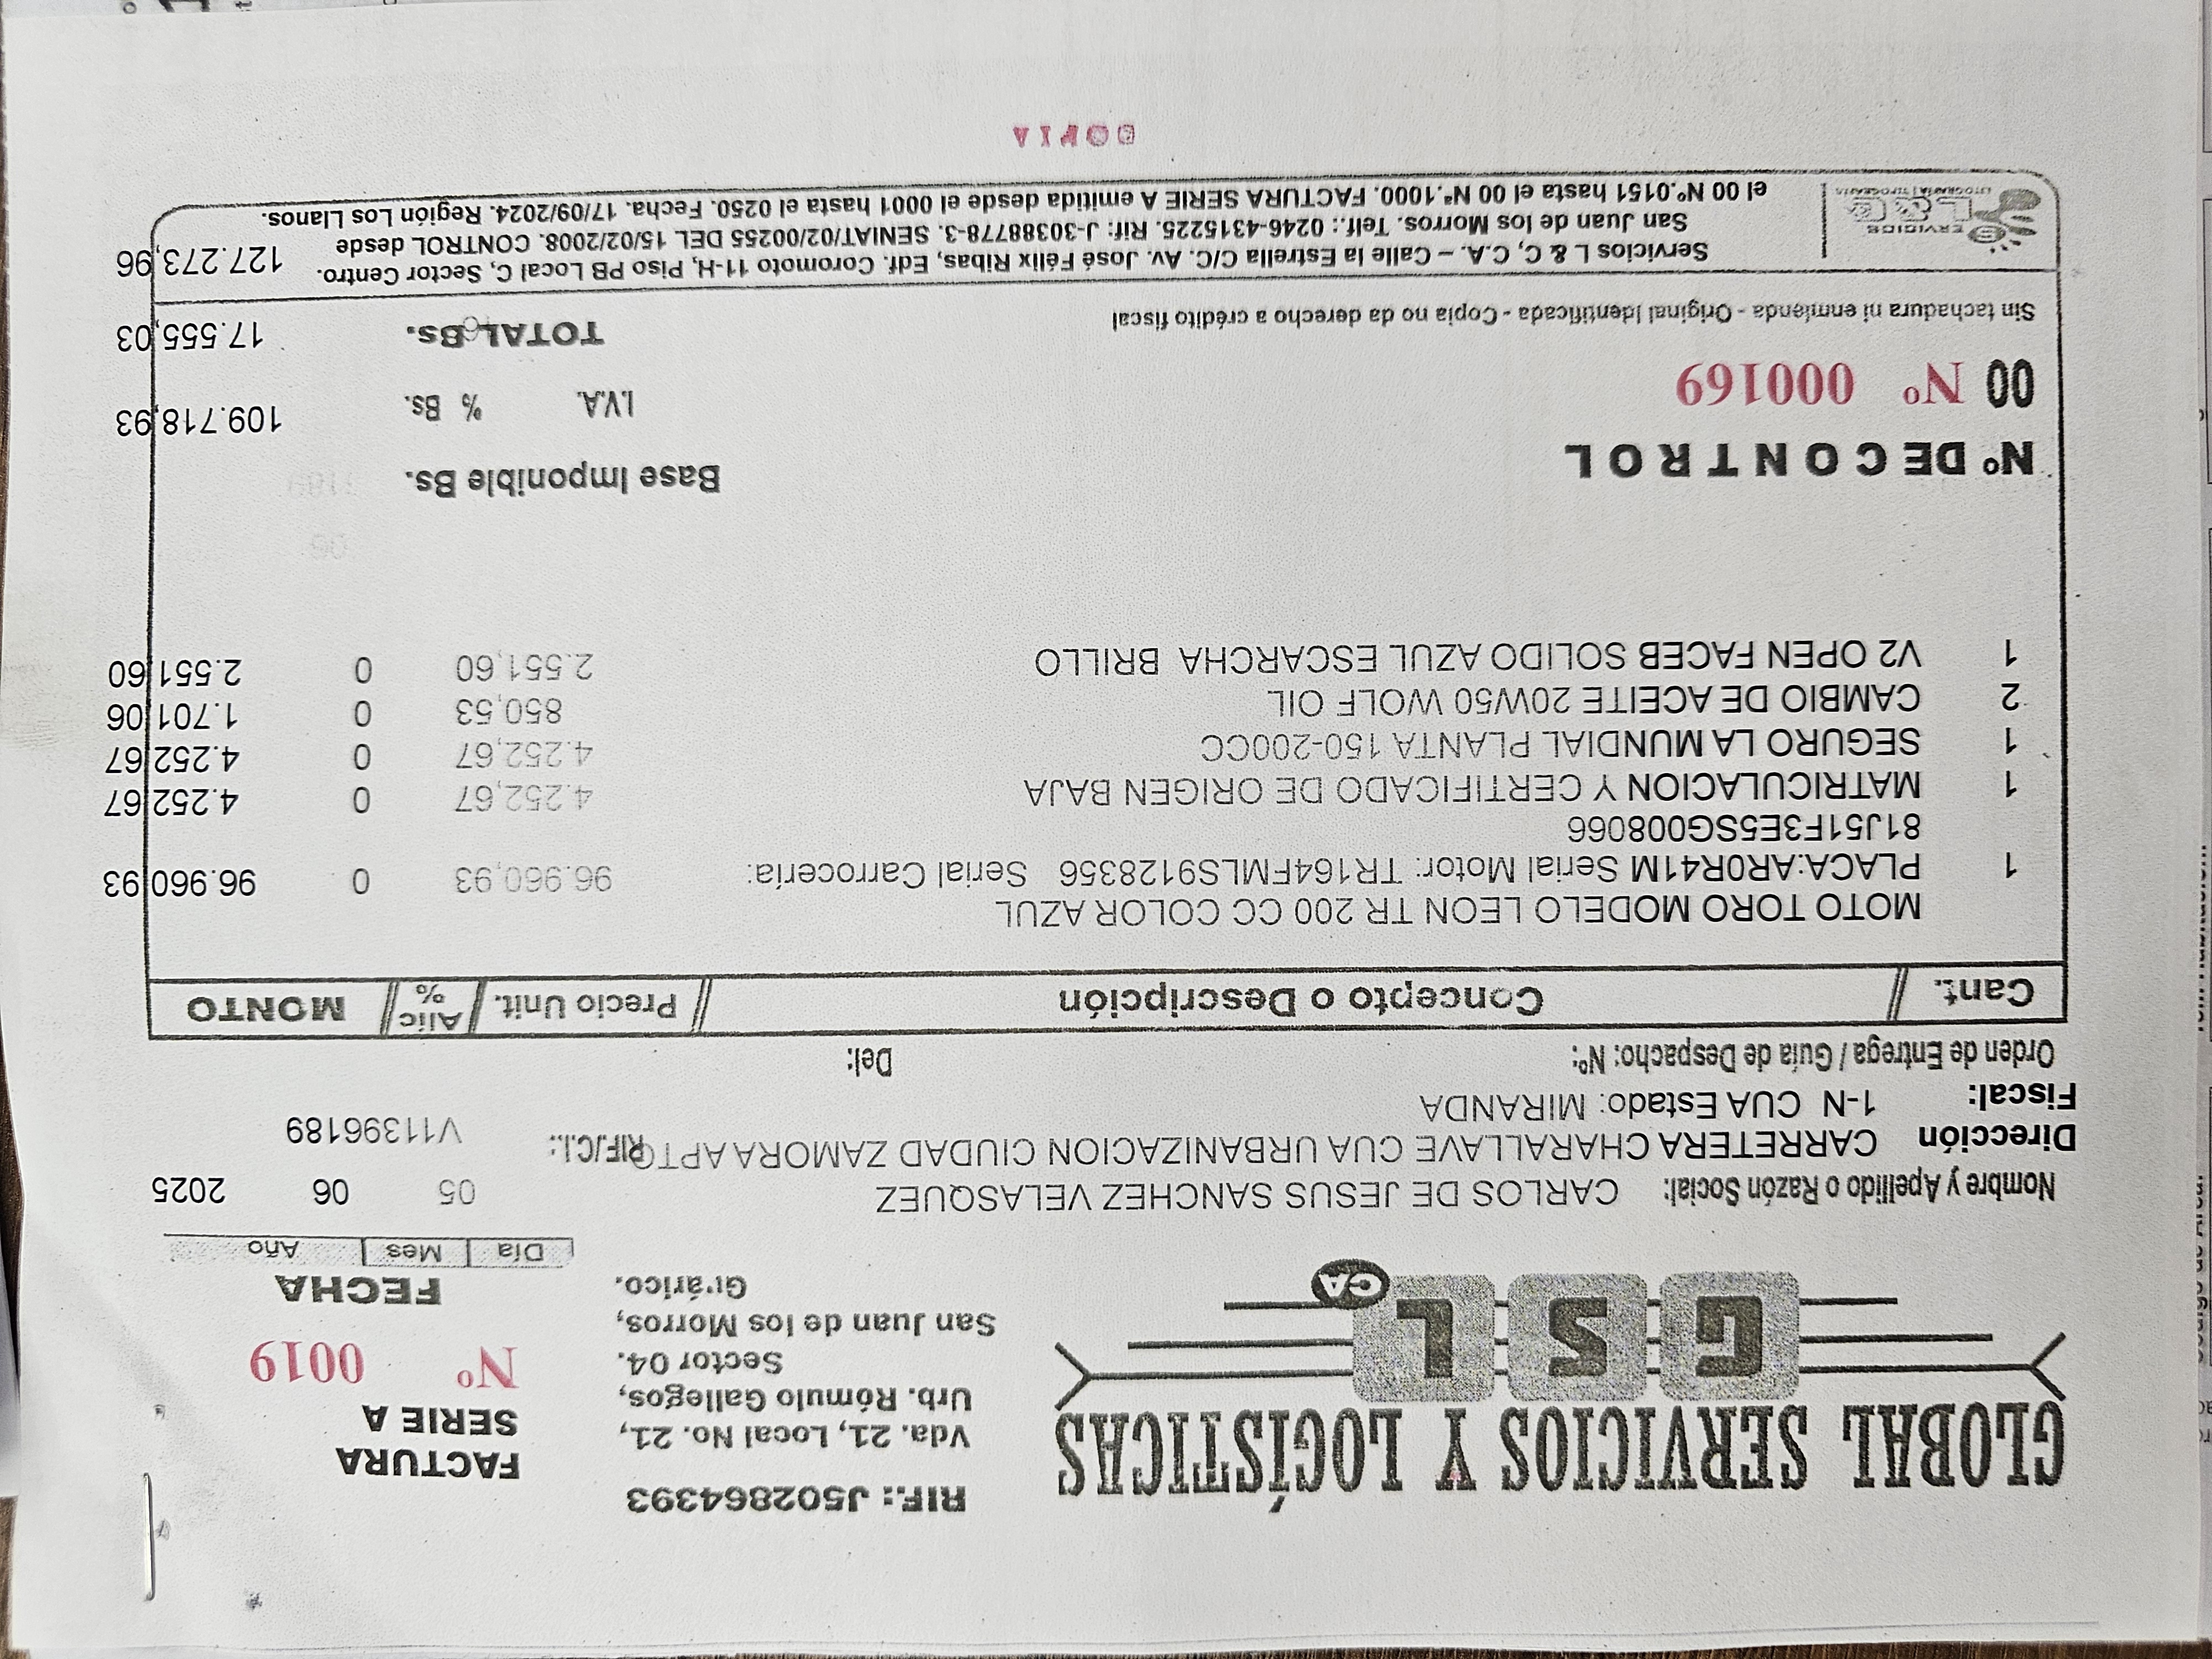 GLOBAL SERVICIOS Y LOGÍSTICAS
G S L CA
RIF.: J502864393
Vda. 21, Local No. 21,
Urb. Rómulo Gallegos,
Sector 04.
San Juan de los Morros,
Guárico.
FACTURA
SERIE A
Nº 0019
FECHA
Día Mes Año
05 06 2025
Nombre y Apellido o Razón Social: CARLOS DE JESUS SANCHEZ VELASQUEZ
Dirección CARRETERA CHARALLAVE CUA URBANIZACION CIUDAD ZAMORA APTO RIF/C.I.: V11396189
Fiscal: 1-N CUA Estado: MIRANDA
Orden de Entrega / Guía de Despacho: Nº: Del:
Cant. Concepto o Descripción Precio Unit. Alic % MONTO
MOTO TORO MODELO LEON TR 200 CC COLOR AZUL
1 PLACA:AR0R41M Serial Motor: TR164FMLS9128356 Serial Carrocería: 96.960,93 0 96.960,93
81J51F3E5SG008066
1 MATRICULACION Y CERTIFICADO DE ORIGEN BAJA 4.252,67 0 4.252,67
1 SEGURO LA MUNDIAL PLANTA 150-200CC 4.252,67 0 4.252,67
2 CAMBIO DE ACEITE 20W50 WOLF OIL 850,53 0 1.701,06
1 V2 OPEN FACEB SOLIDO AZUL ESCARCHA BRILLO 2.551,60 0 2.551,60
Nº DE CONTROL
00 Nº 000169
Base Imponible Bs. 109.718,93
I.V.A. % Bs. 17.555,03
TOTAL Bs. 127.273,96
Sin tachadura ni enmienda - Original Identificada - Copia no da derecho a crédito fiscal
SERVICIOS
L&C
LITOGRAFIA | TIPOGRAFIA
Servicios L & C, C.A. – Calle la Estrella C/C. Av. José Félix Ribas, Edf. Coromoto 11-H, Piso PB Local C, Sector Centro.
San Juan de los Morros. Telf.: 0246-4315225. Rif: J-30388778-3. SENIAT/02/00255 DEL 15/02/2008. CONTROL desde
el 00 Nº.0151 hasta el 00 Nº.1000. FACTURA SERIE A emitida desde el 0001 hasta el 0250. Fecha. 17/09/2024. Región Los Llanos.
COPIA